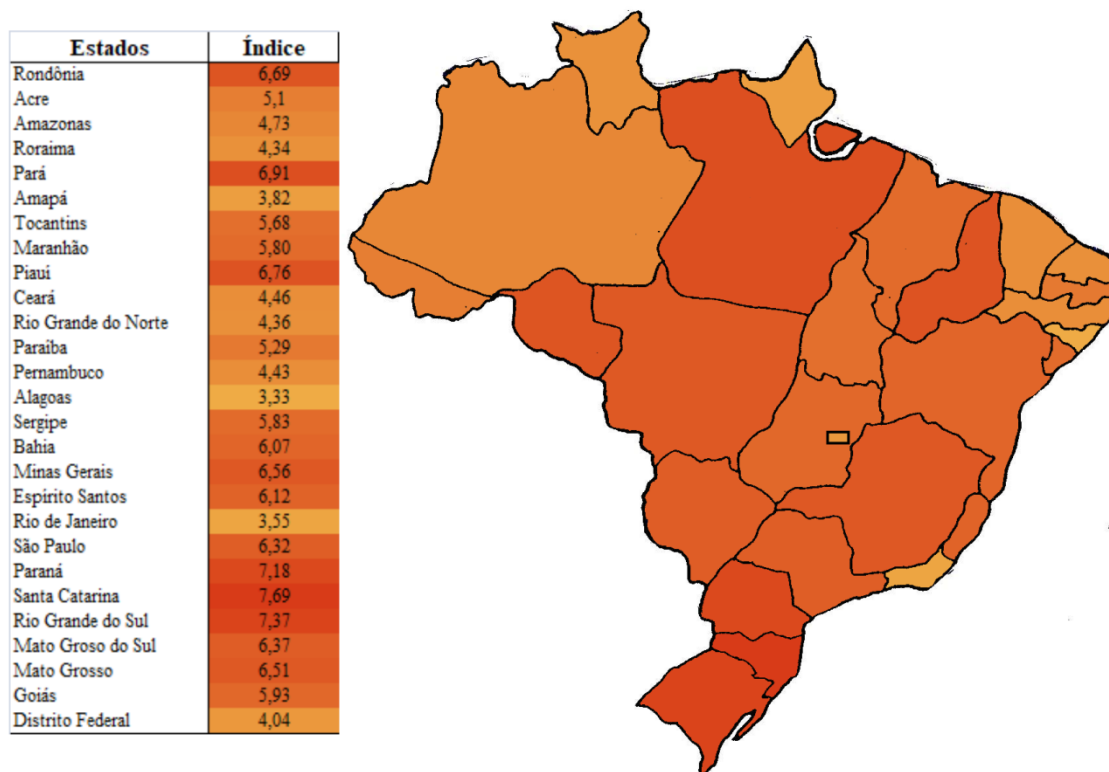 Estados Índice
Rondônia 6,69
Acre 5,1
Amazonas 4,73
Roraima 4,34
Pará 6,91
Amapá 3,82
Tocantins 5,68
Maranhão 5,80
Piauí 6,76
Ceará 4,46
Rio Grande do Norte 4,36
Paraíba 5,29
Pernambuco 4,43
Alagoas 3,33
Sergipe 5,83
Bahia 6,07
Minas Gerais 6,56
Espírito Santos 6,12
Rio de Janeiro 3,55
São Paulo 6,32
Paraná 7,18
Santa Catarina 7,69
Rio Grande do Sul 7,37
Mato Groso do Sul 6,37
Mato Grosso 6,51
Goiás 5,93
Distrito Federal 4,04